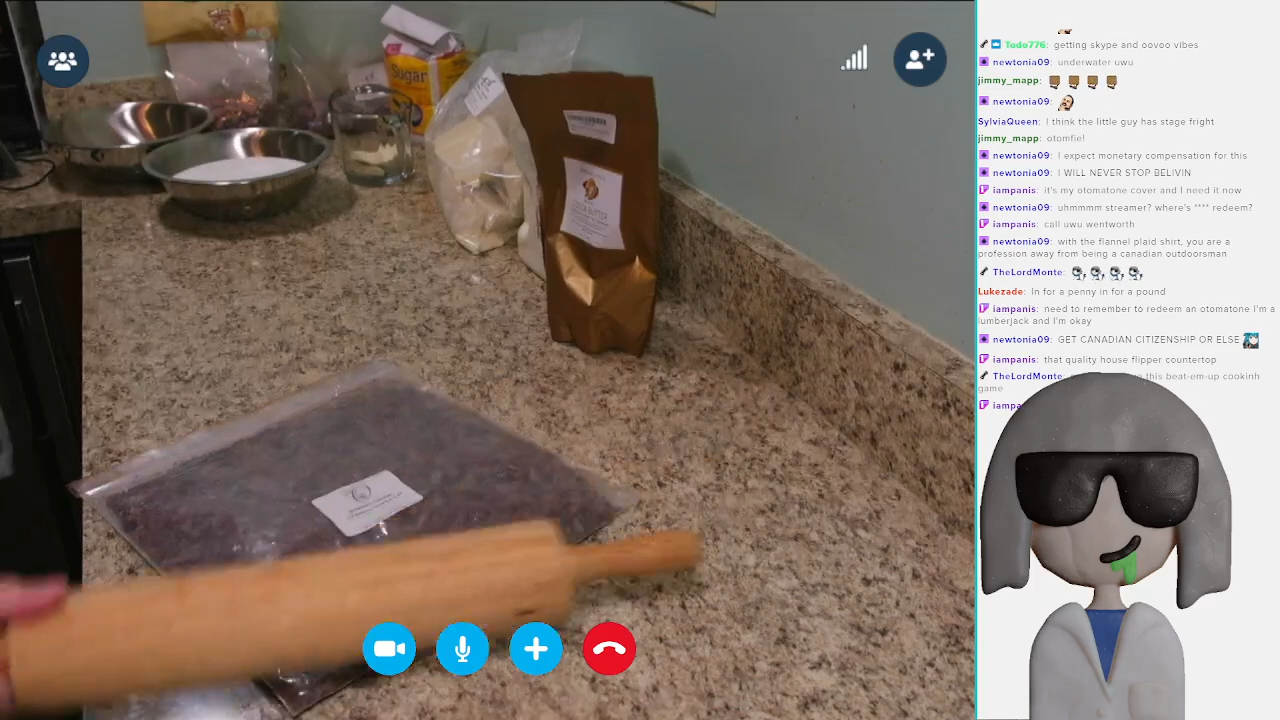 Sugar
COCOA BUTTER
Todo776: getting skype and oovoo vibes
newtonia09: underwater uwu
jimmy_mapp:
newtonia09:
SylviaQueen: I think the little guy has stage fright
jimmy_mapp: otomfie!
newtonia09: I expect monetary compensation for this
newtonia09: I WILL NEVER STOP BELIVIN
iampanis: it's my otomatone cover and I need it now
newtonia09: uhmmmm streamer? where's **** redeem?
iampanis: call uwu wentworth
newtonia09: with the flannel plaid shirt, you are a
profession away from being a canadian outdoorsman
TheLordMonte:
Lukezade: In for a penny in for a pound
iampanis: need to remember to redeem an otomatone I'm a
lumberjack and I'm okay
newtonia09: GET CANADIAN CITIZENSHIP OR ELSE
iampanis: that quality house flipper countertop
TheLordMonte: this beat-em-up cookinh
game
iampa